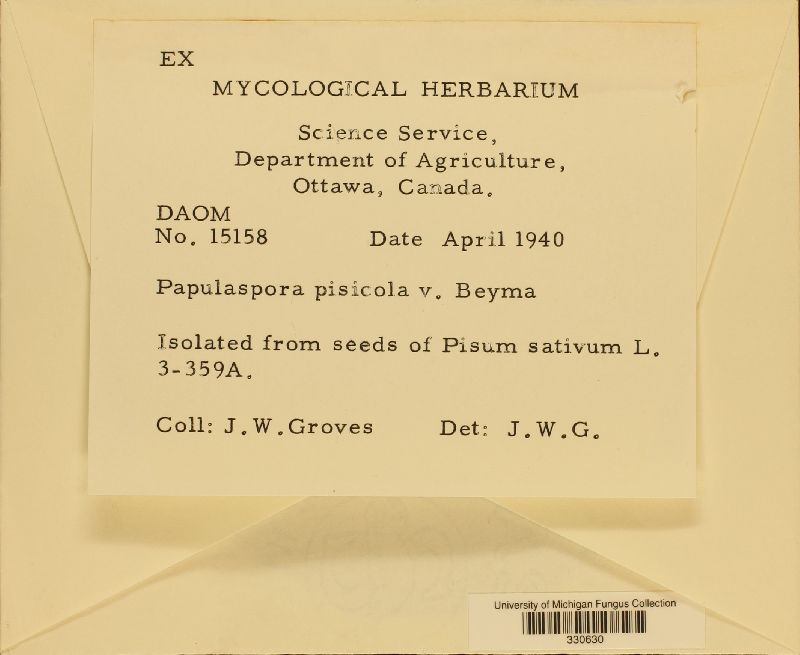 EX
MYCOLOGICAL HERBARIUM
Science Service,
Department of Agriculture,
Ottawa, Canada.
DAOM
No. 15158 Date April 1940
Papulaspora pisicola v. Beyma
Isolated from seeds of Pisum sativum L.
3-359A.
Coll: J.W.Groves Det: J.W.G.
University of Michigan Fungus Collection
330630